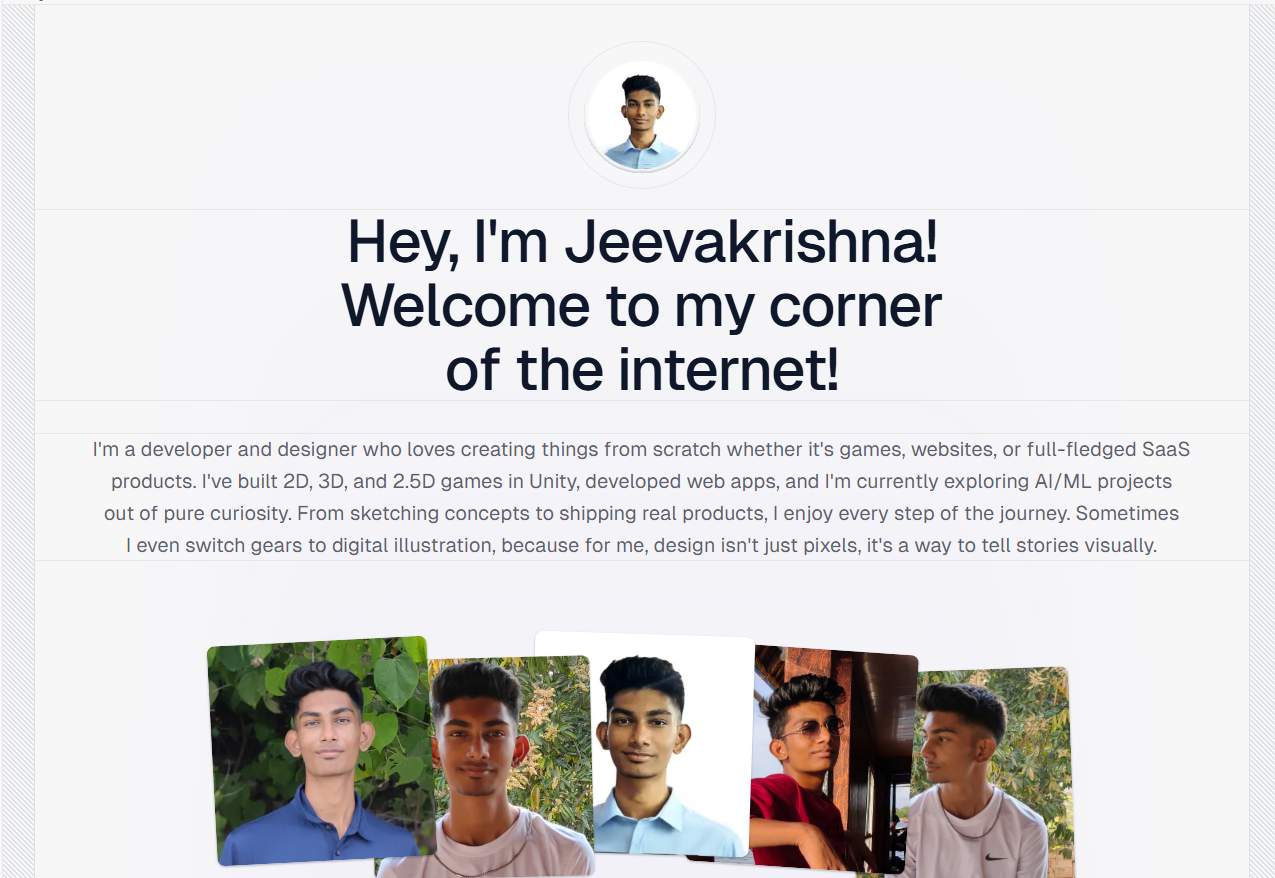 Hey, I'm Jeevakrishna!
Welcome to my corner
of the internet!
I'm a developer and designer who loves creating things from scratch whether it's games, websites, or full-fledged SaaS
products. I've built 2D, 3D, and 2.5D games in Unity, developed web apps, and I'm currently exploring AI/ML projects
out of pure curiosity. From sketching concepts to shipping real products, I enjoy every step of the journey. Sometimes
I even switch gears to digital illustration, because for me, design isn't just pixels, it's a way to tell stories visually.